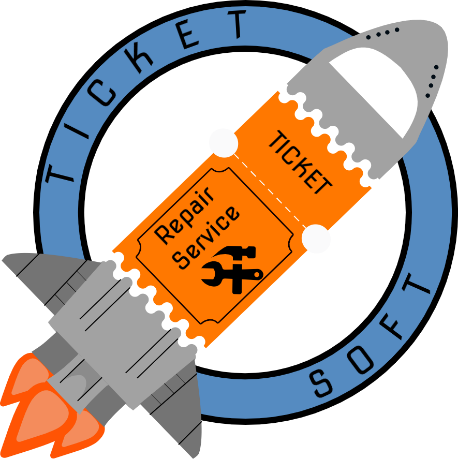 TICKET
TICKET
Repair
Service
SOFT